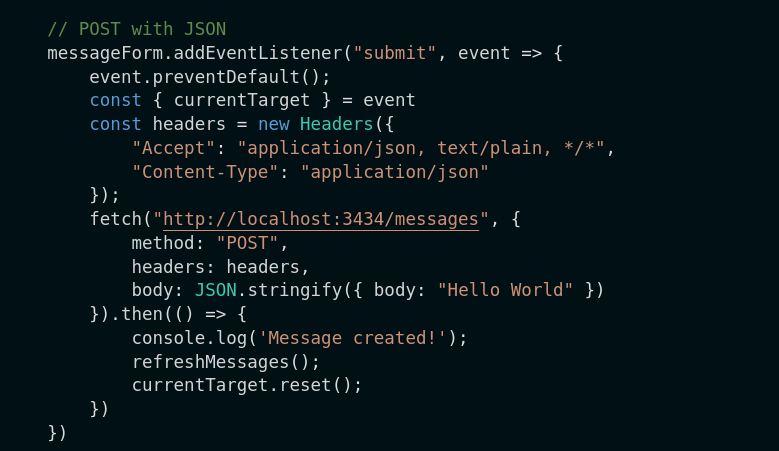 // POST with JSON
messageForm.addEventListener("submit", event => {
    event.preventDefault();
    const { currentTarget } = event
    const headers = new Headers({
        "Accept": "application/json, text/plain, */*",
        "Content-Type": "application/json"
    });
    fetch("http://localhost:3434/messages", {
        method: "POST",
        headers: headers,
        body: JSON.stringify({ body: "Hello World" })
    }).then(() => {
        console.log('Message created!');
        refreshMessages();
        currentTarget.reset();
    })
})